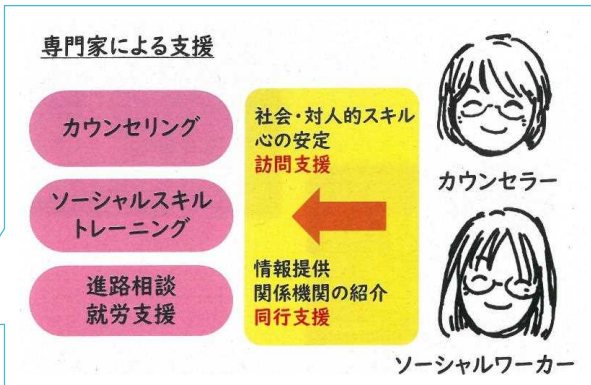 専門家による支援
カウンセリング
ソーシャルスキル
トレーニング
進路相談
就労支援
社会・対人的スキル
心の安定
訪問支援
情報提供
関係機関の紹介
同行支援
カウンセラー
ソーシャルワーカー